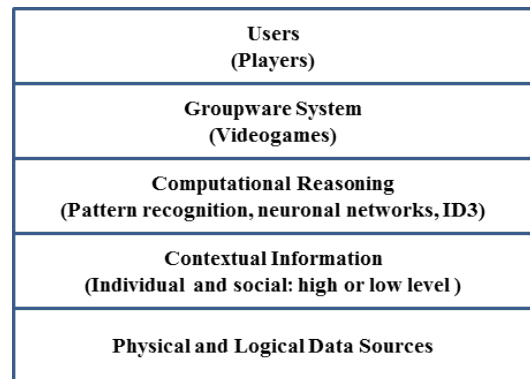 Users
(Players)
Groupware System
(Videogames)
Computational Reasoning
(Pattern recognition, neuronal networks, ID3)
Contextual Information
(Individual and social: high or low level )
Physical and Logical Data Sources